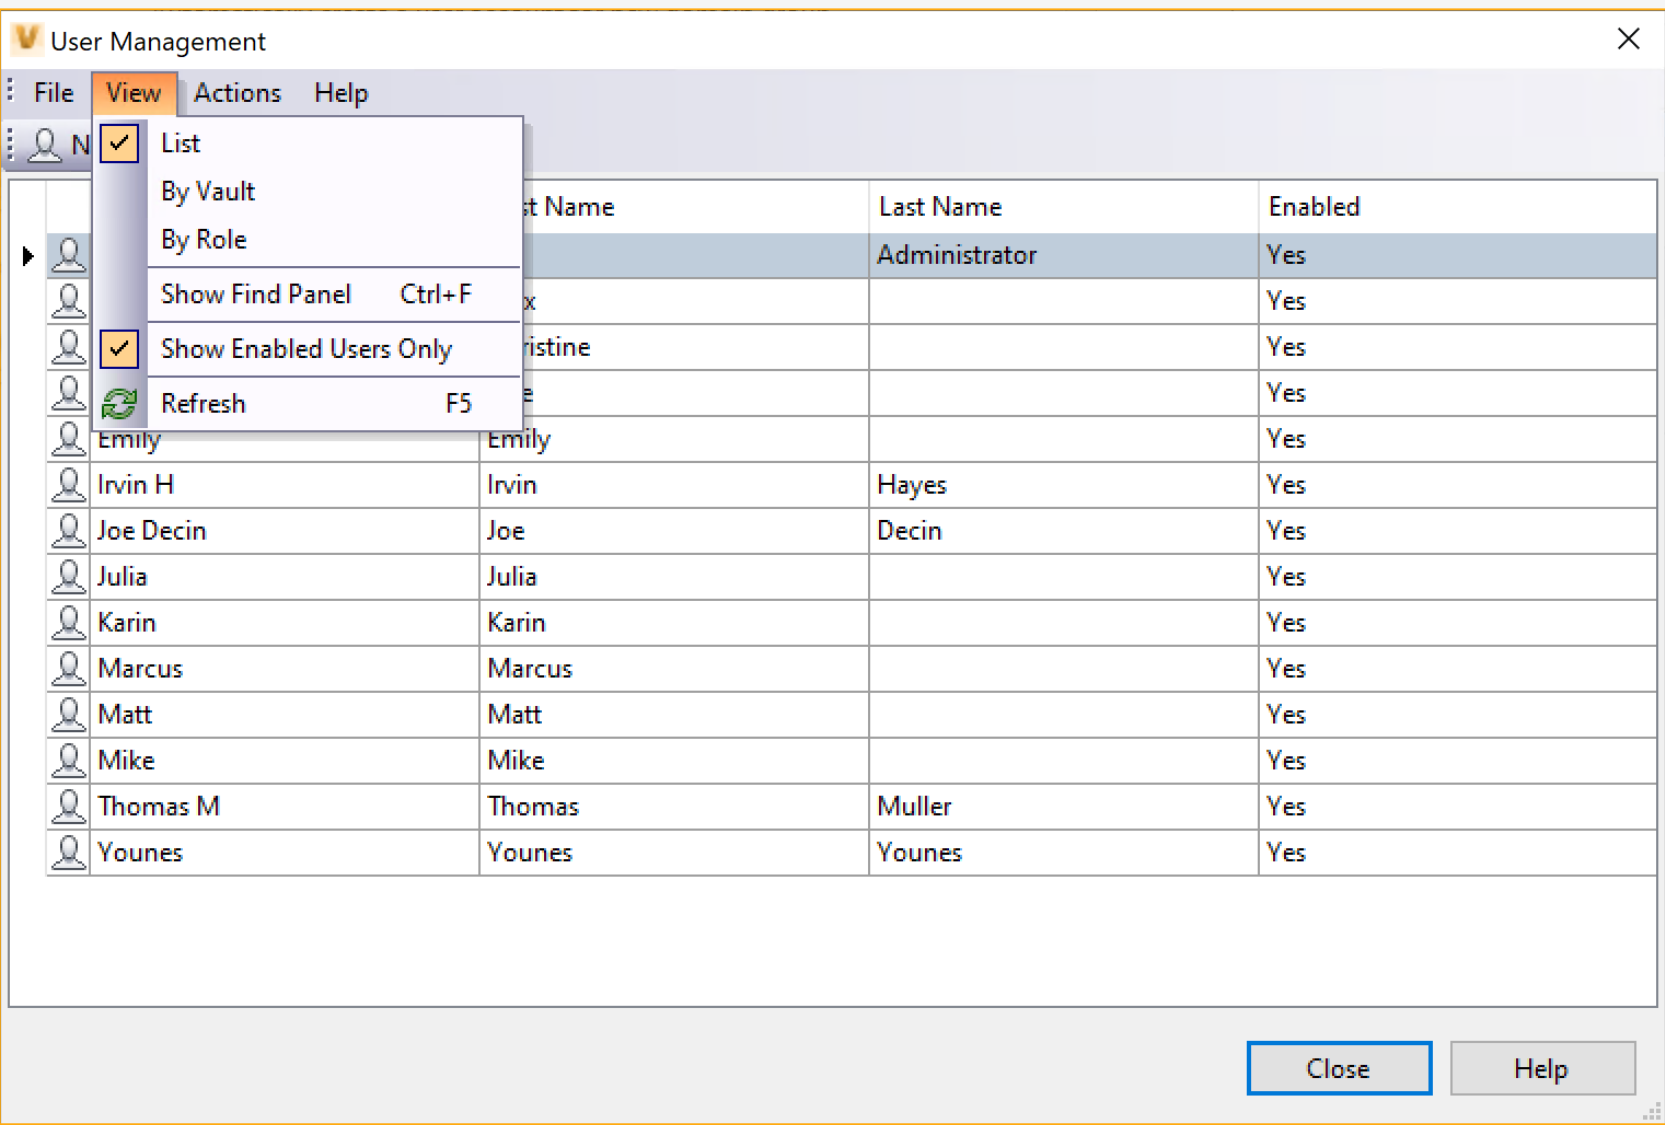 User Management
File View Actions Help
N
List
By Vault
By Role
Show Find Panel Ctrl+F
Show Enabled Users Only
Refresh F5
st Name Last Name Enabled
Administrator Yes
x Yes
ristine Yes
e Yes
Emily Emily Yes
Irvin H Irvin Hayes Yes
Joe Decin Joe Decin Yes
Julia Julia Yes
Karin Karin Yes
Marcus Marcus Yes
Matt Matt Yes
Mike Mike Yes
Thomas M Thomas Muller Yes
Younes Younes Younes Yes
Close Help